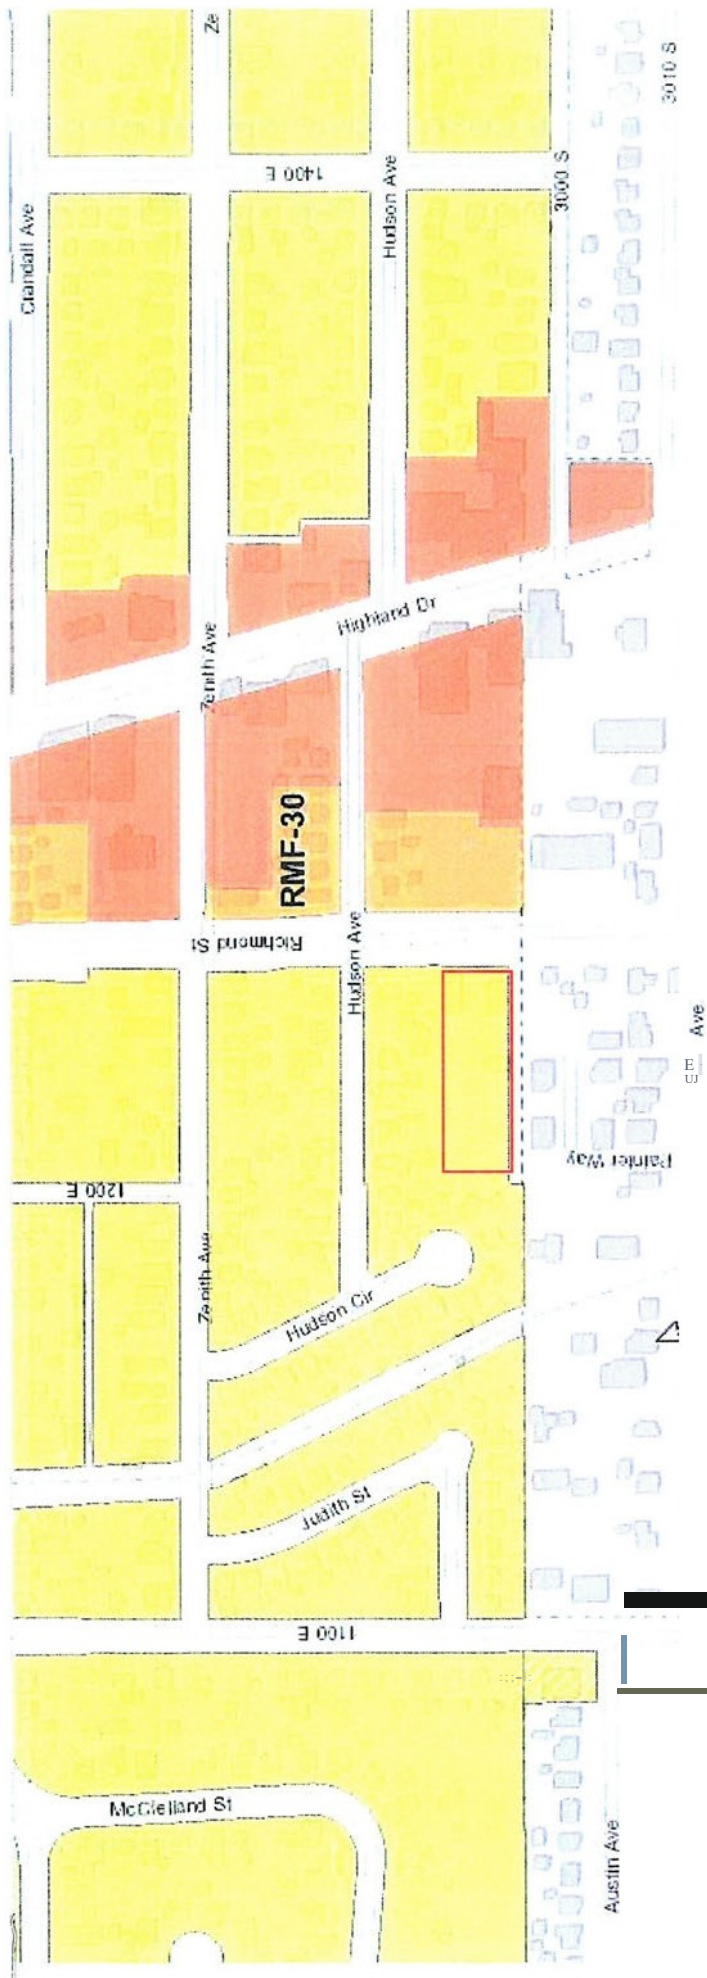 Ze
3010 S
1400 E
Hudson Ave
3000 S
Crandall Ave
Highland Dr
Zenith Ave
RMF-30
Richmond St
Hudson Ave
Ave
E
UJ
Painter Way
1200 E
Zenith Ave
Hudson Cir
Judith St
1100 E
McClelland St
Austin Ave